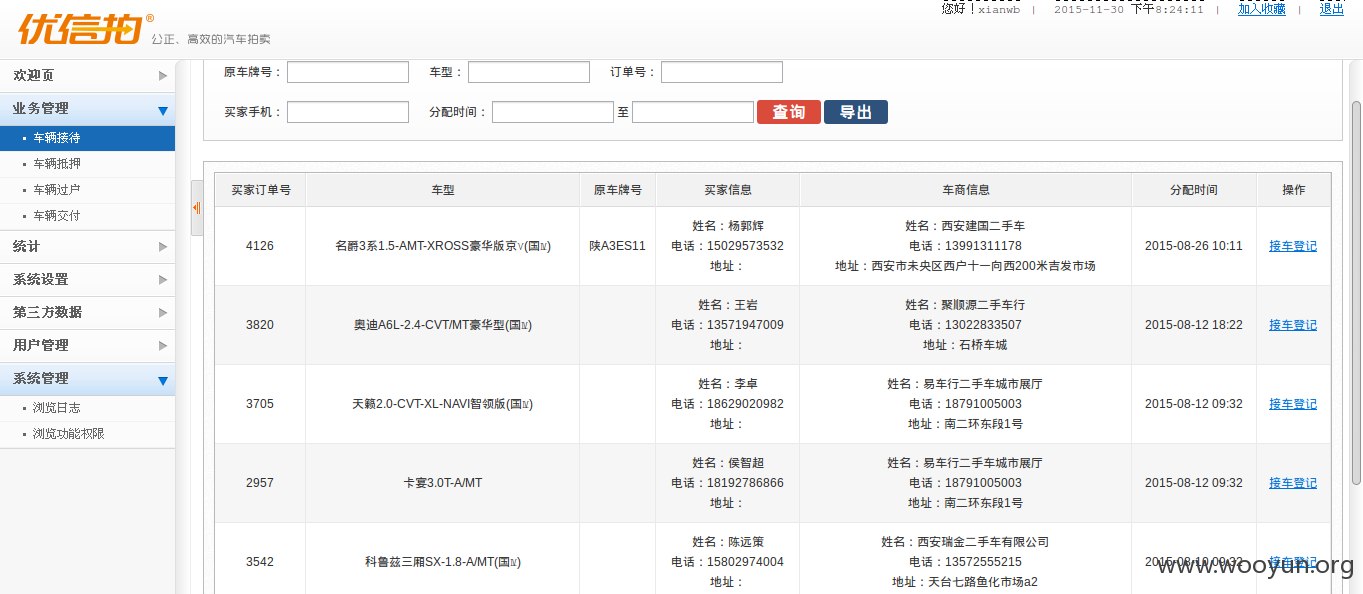 您好！xianwb | 2015-11-30 下午8:24:11 | 加入收藏 | 退出
优信拍® 公正、高效的汽车拍卖
欢迎页
业务管理
车辆接待
车辆抵押
车辆过户
车辆交付
统计
系统设置
第三方数据
用户管理
系统管理
浏览日志
浏览功能权限
原车牌号： 车型： 订单号：
买家手机： 分配时间： 至 查询 导出
买家订单号 车型 原车牌号 买家信息 车商信息 分配时间 操作
姓名：杨郭辉 姓名：西安建国二手车
4126 名爵3系1.5-AMT-XROSS豪华版京V(国Ⅳ) 陕A3ES11 电话：15029573532 电话：13991311178 2015-08-26 10:11 接车登记
地址： 地址：西安市未央区西户十一向西200米吉发市场
姓名：王岩 姓名：聚顺源二手车行
3820 奥迪A6L-2.4-CVT/MT豪华型(国Ⅳ) 电话：13571947009 电话：13022833507 2015-08-12 18:22 接车登记
地址： 地址：石桥车城
姓名：李卓 姓名：易车行二手车城市展厅
3705 天籁2.0-CVT-XL-NAVI智领版(国Ⅳ) 电话：18629020982 电话：18791005003 2015-08-12 09:32 接车登记
地址： 地址：南二环东段1号
姓名：侯智超 姓名：易车行二手车城市展厅
2957 卡宴3.0T-A/MT 电话：18192786866 电话：18791005003 2015-08-12 09:32 接车登记
地址： 地址：南二环东段1号
姓名：陈远策 姓名：西安瑞金二手车有限公司
3542 科鲁兹三厢SX-1.8-A/MT(国Ⅳ) 电话：15802974004 电话：13572555215 2015-08-10 09:32 接车登记
地址： 地址：天台七路鱼化市场a2
www.wooyun.org